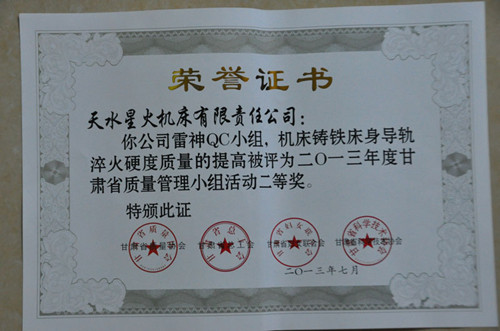 荣誉证书
天水星火机床有限责任公司：
你公司雷神QC小组，机床铸铁床身导轨
淬火硬度质量的提高被评为二〇一三年度甘
肃省质量管理小组活动二等奖。
特颁此证
二〇一三年七月